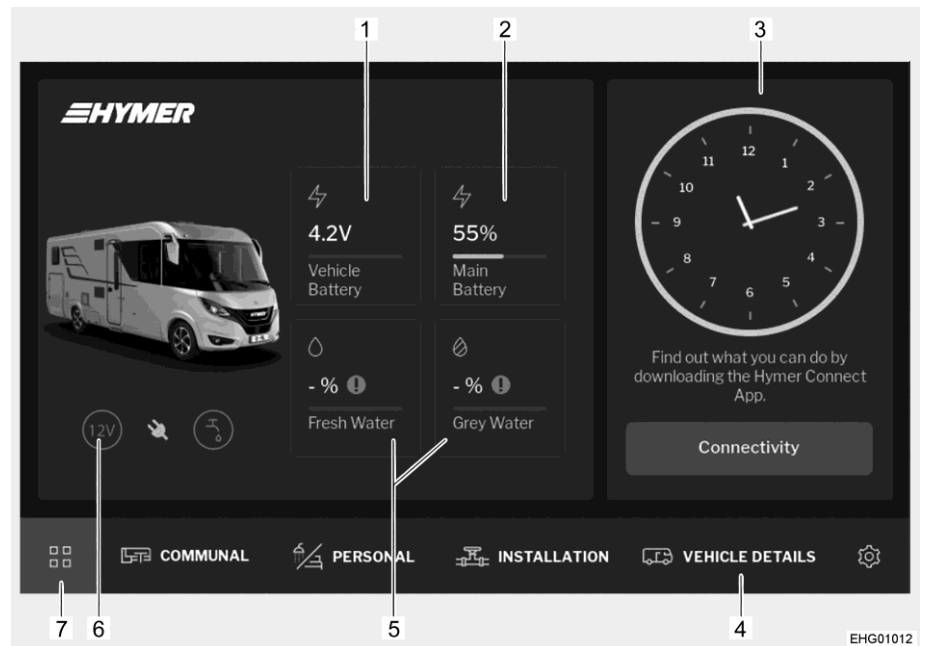 1
2
3
HYMER
4.2V
Vehicle
Battery
55%
Main
Battery
- %
Fresh Water
- %
Grey Water
12V
12
1
2
3
4
5
6
7
8
9
10
11
Find out what you can do by
downloading the Hymer Connect
App.
Connectivity
COMMUNAL
PERSONAL
INSTALLATION
VEHICLE DETAILS
7
6
5
4
EHG01012